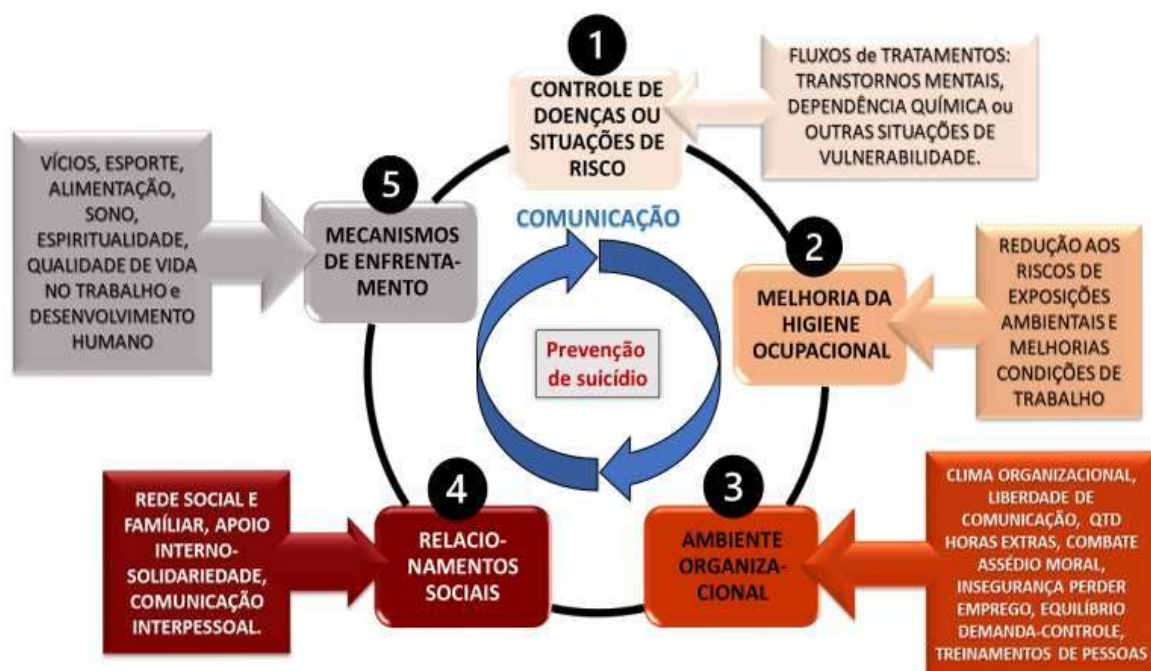 1
CONTROLE DE
DOENÇAS OU
SITUAÇÕES DE
RISCO
FLUXOS de TRATAMENTOS:
TRANSTORNOS MENTAIS,
DEPENDÊNCIA QUÍMICA ou
OUTRAS SITUAÇÕES DE
VULNERABILIDADE.
2
MELHORIA DA
HIGIENE
OCUPACIONAL
REDUÇÃO AOS
RISCOS DE
EXPOSIÇÕES
AMBIENTAIS E
MELHORIAS
CONDIÇÕES DE
TRABALHO
3
AMBIENTE
ORGANIZA-
CIONAL
CLIMA ORGANIZACIONAL,
LIBERDADE DE
COMUNICAÇÃO, QTD
HORAS EXTRAS, COMBATE
ASSÉDIO MORAL,
INSEGURANÇA PERDER
EMPREGO, EQUILÍBRIO
DEMANDA-CONTROLE,
TREINAMENTOS DE PESSOAS
4
RELACIO-
NAMENTOS
SOCIAIS
REDE SOCIAL E
FAMÍLIAR, APOIO
INTERNO-
SOLIDARIEDADE,
COMUNICAÇÃO
INTERPESSOAL.
5
MECANISMOS
DE ENFRENTA-
MENTO
VÍCIOS, ESPORTE,
ALIMENTAÇÃO,
SONO,
ESPIRITUALIDADE,
QUALIDADE DE VIDA
NO TRABALHO e
DESENVOLVIMENTO
HUMANO
COMUNICAÇÃO
Prevenção
de suicídio